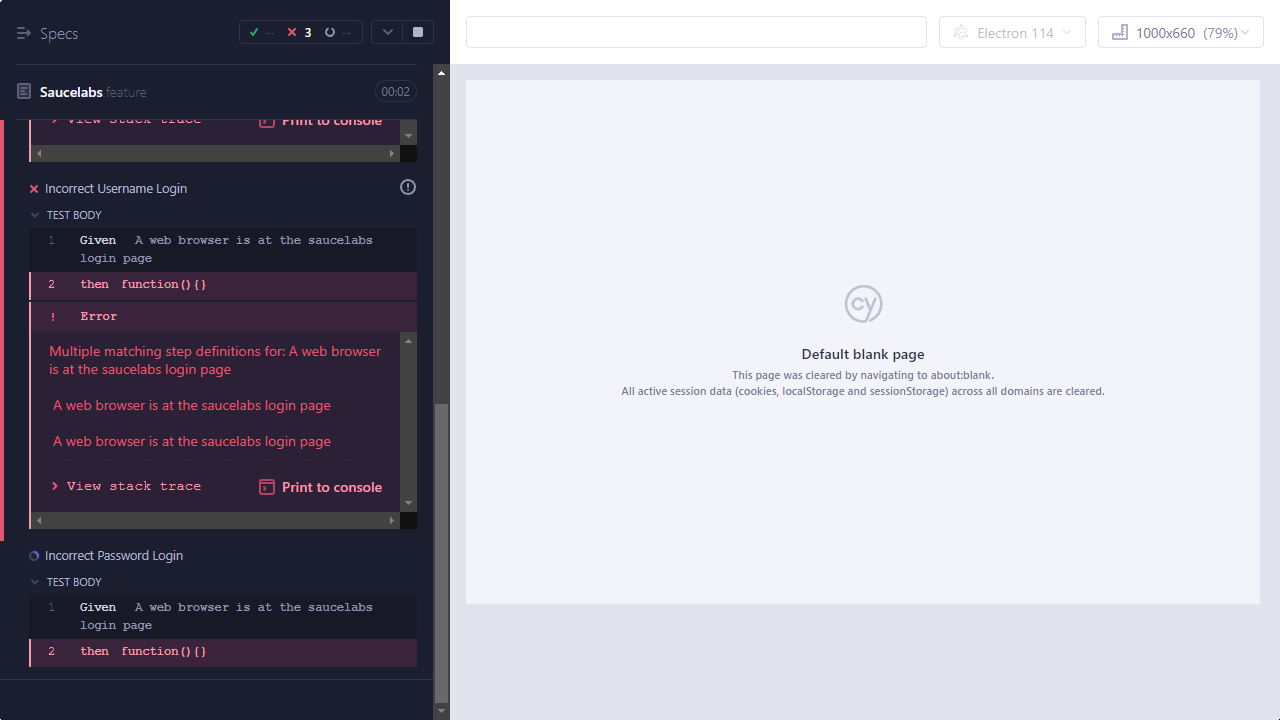 Specs
-- 3 --
Electron 114
1000x660 (79%)
Saucelabs.feature
00:02
View stack trace
Print to console
Incorrect Username Login
TEST BODY
1 Given A web browser is at the saucelabs
login page
2 then function(){}
! Error
Multiple matching step definitions for: A web browser
is at the saucelabs login page
A web browser is at the saucelabs login page
A web browser is at the saucelabs login page
View stack trace
Print to console
Incorrect Password Login
TEST BODY
1 Given A web browser is at the saucelabs
login page
2 then function(){}
cy
Default blank page
This page was cleared by navigating to about:blank.
All active session data (cookies, localStorage and sessionStorage) across all domains are cleared.